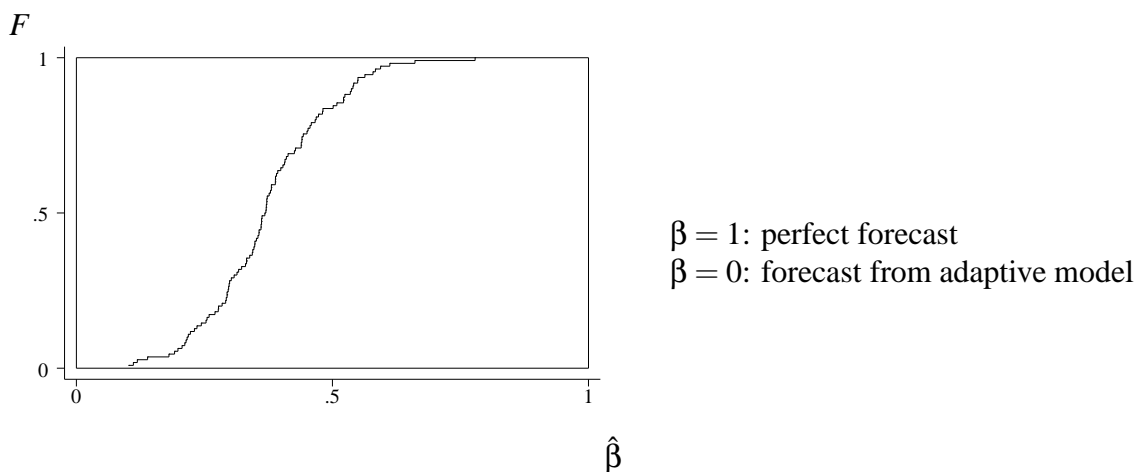 F
1
.5
0
0 .5 1
β̂
β = 1: perfect forecast
β = 0: forecast from adaptive model